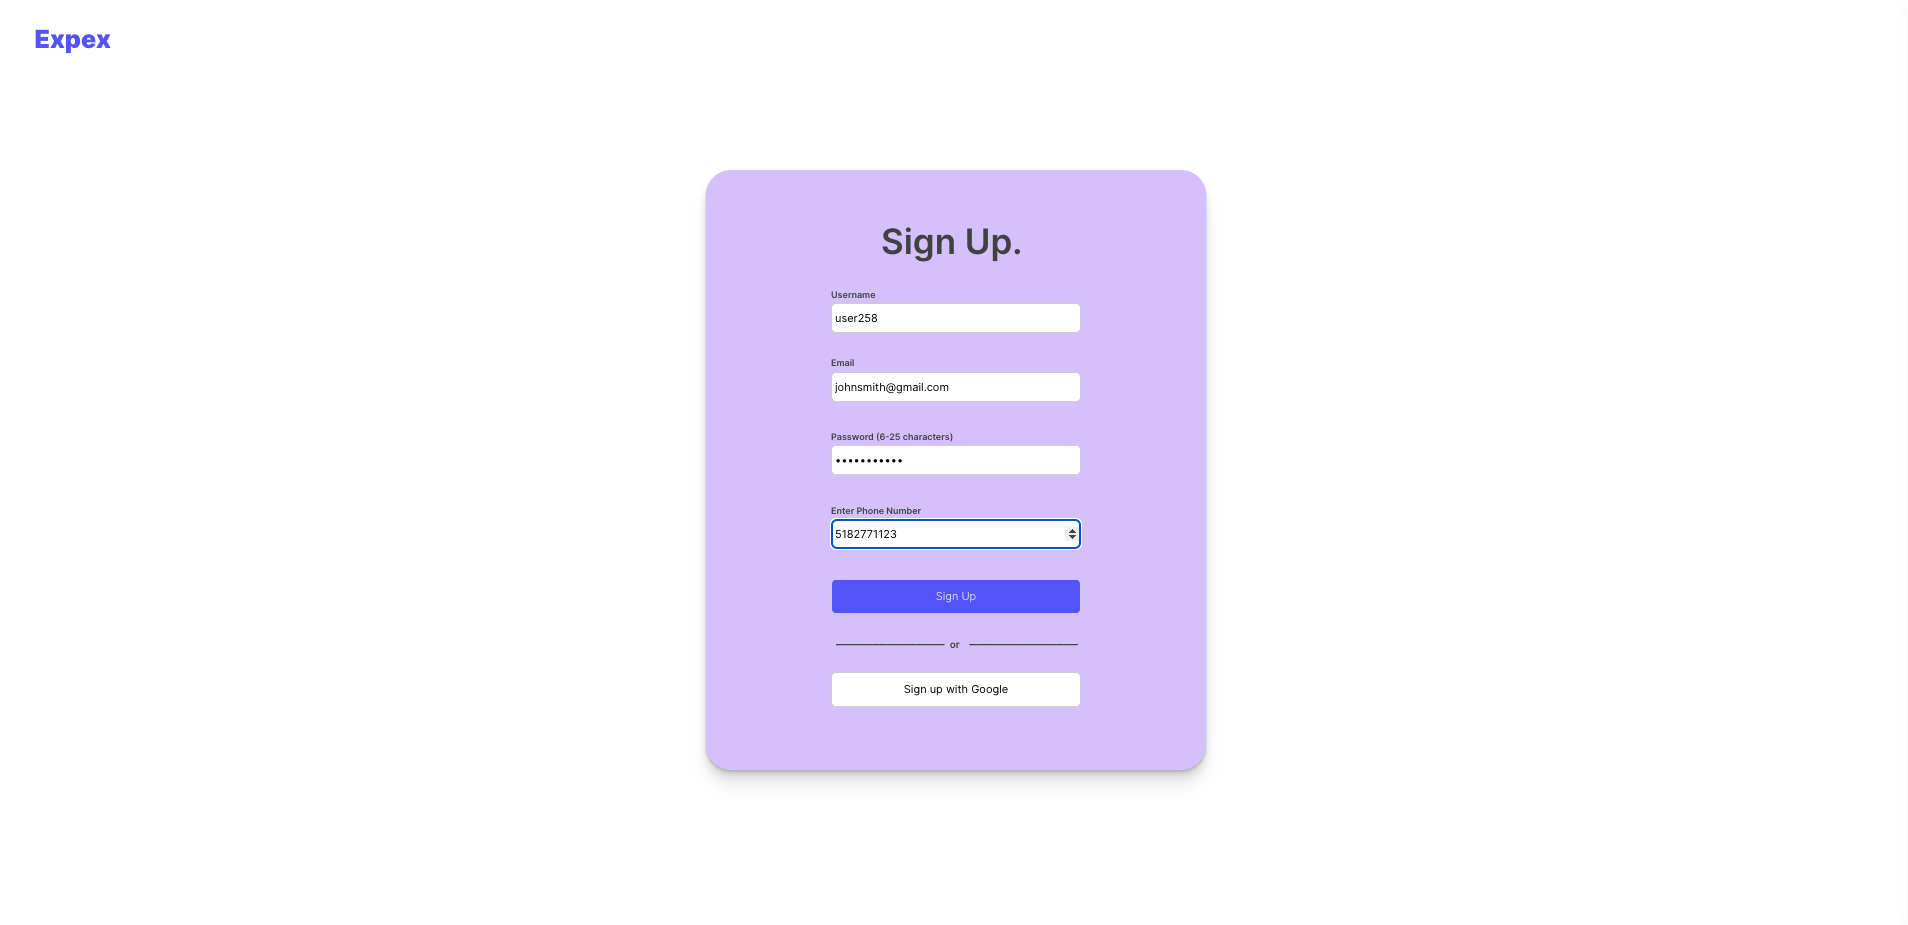 Expex
Sign Up.
Username
user258
Email
johnsmith@gmail.com
Password (6-25 characters)
•••••••••••
Enter Phone Number
5182771123
Sign Up
or
Sign up with Google